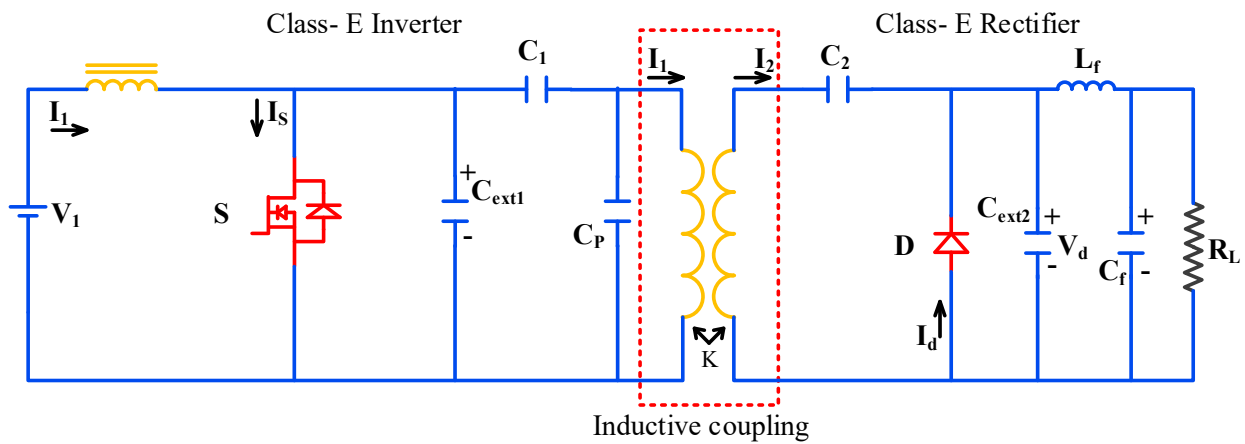 Class- E Inverter
Class- E Rectifier
C1
I1
I2
C2
Lf
I1
IS
V1
S
+
Cext1
-
CP
K
D
Id
Cext2
+
Vd
-
+
Cf
-
RL
Inductive coupling